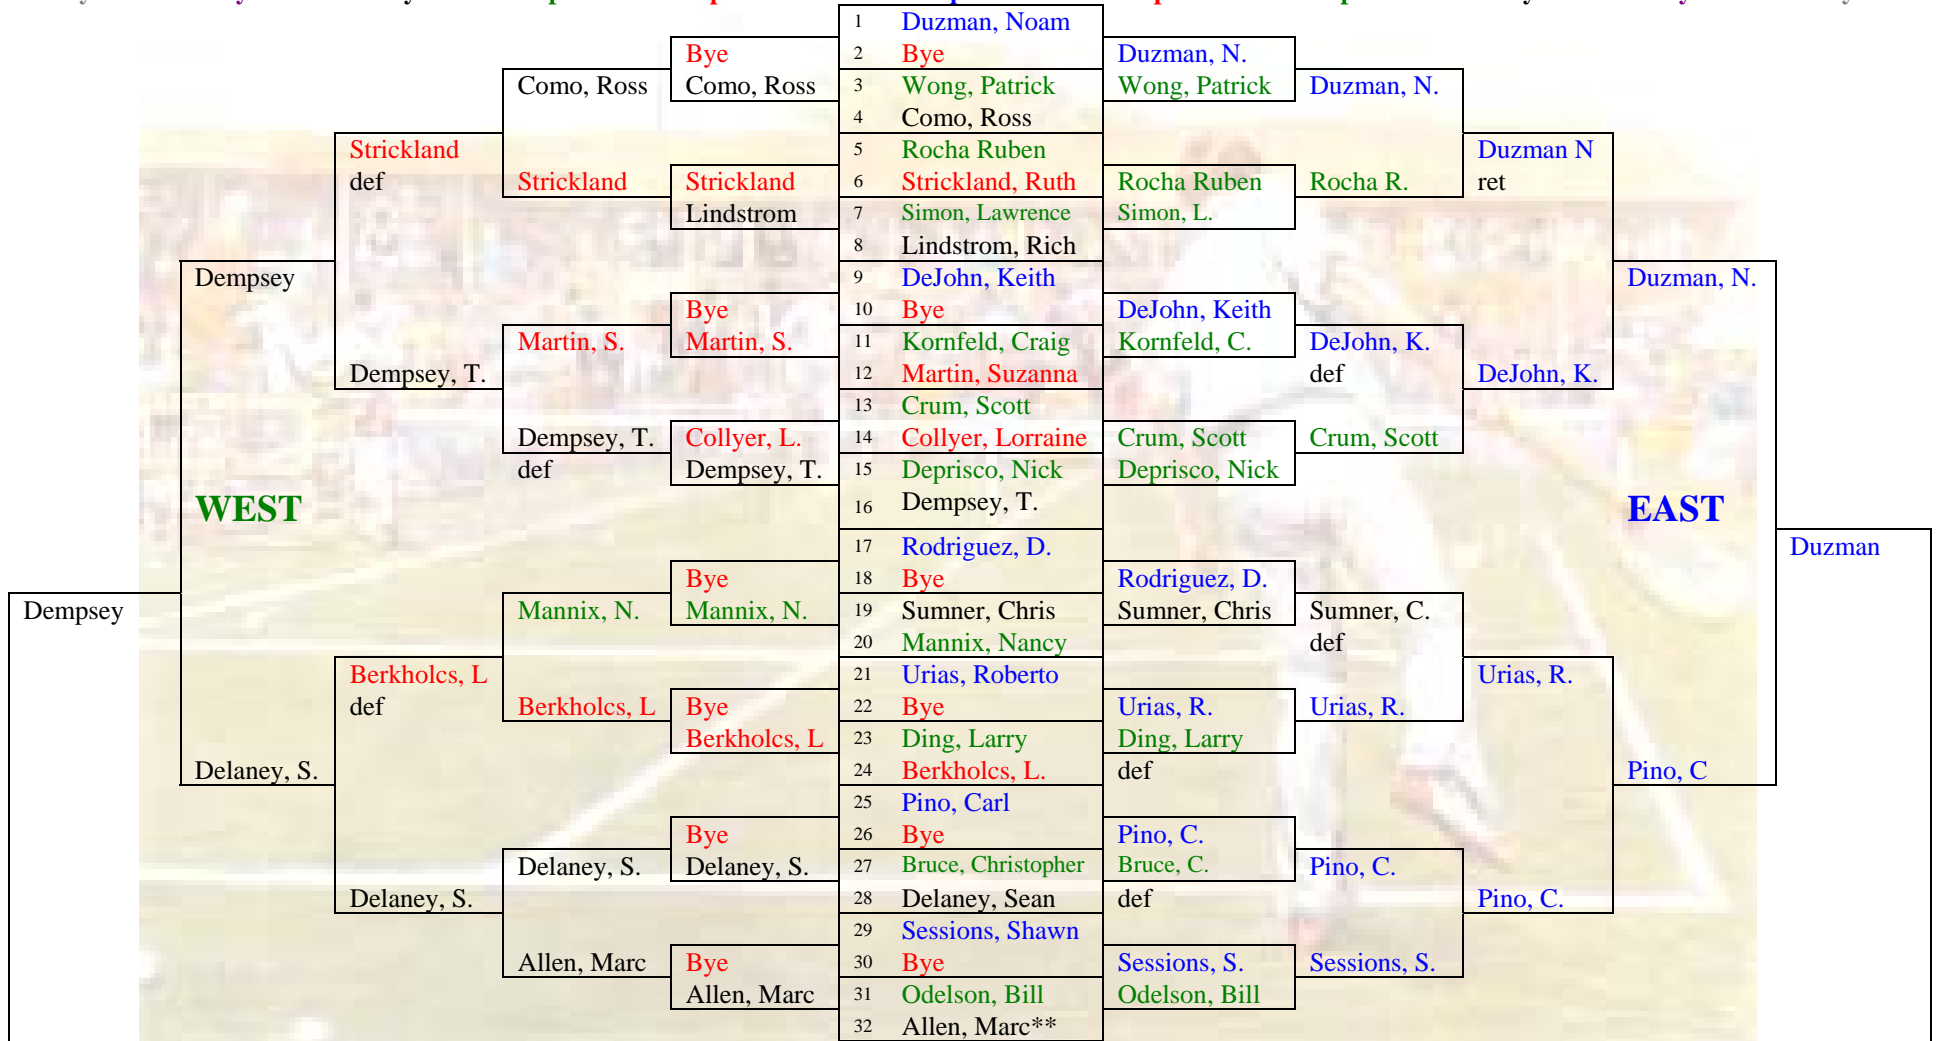 1 Duzman, Noam
Bye 2 Bye Duzman, N.
Como, Ross Como, Ross 3 Wong, Patrick Wong, Patrick Duzman, N.
4 Como, Ross
Strickland 5 Rocha Ruben Duzman N
def Strickland Strickland 6 Strickland, Ruth Rocha Ruben Rocha R. ret
Lindstrom 7 Simon, Lawrence Simon, L.
8 Lindstrom, Rich
Dempsey 9 DeJohn, Keith Duzman, N.
Bye 10 Bye DeJohn, Keith
Martin, S. Martin, S. 11 Kornfeld, Craig Kornfeld, C. DeJohn, K.
Dempsey, T. 12 Martin, Suzanna def DeJohn, K.
13 Crum, Scott
Dempsey, T. Collyer, L. 14 Collyer, Lorraine Crum, Scott Crum, Scott
def Dempsey, T. 15 Deprisco, Nick Deprisco, Nick
WEST 16 Dempsey, T. EAST
17 Rodriguez, D. Duzman
Bye 18 Bye Rodriguez, D.
Dempsey Mannix, N. Mannix, N. 19 Sumner, Chris Sumner, Chris Sumner, C.
20 Mannix, Nancy def
Berkholcs, L 21 Urias, Roberto Urias, R.
def Berkholcs, L Bye 22 Bye Urias, R. Urias, R.
Berkholcs, L 23 Ding, Larry Ding, Larry
Delaney, S. 24 Berkholcs, L. def Pino, C
25 Pino, Carl
Bye 26 Bye Pino, C.
Delaney, S. Delaney, S. 27 Bruce, Christopher Bruce, C. Pino, C.
Delaney, S. 28 Delaney, Sean def Pino, C.
29 Sessions, Shawn
Allen, Marc Bye 30 Bye Sessions, S. Sessions, S.
Allen, Marc 31 Odelson, Bill Odelson, Bill
32 Allen, Marc**